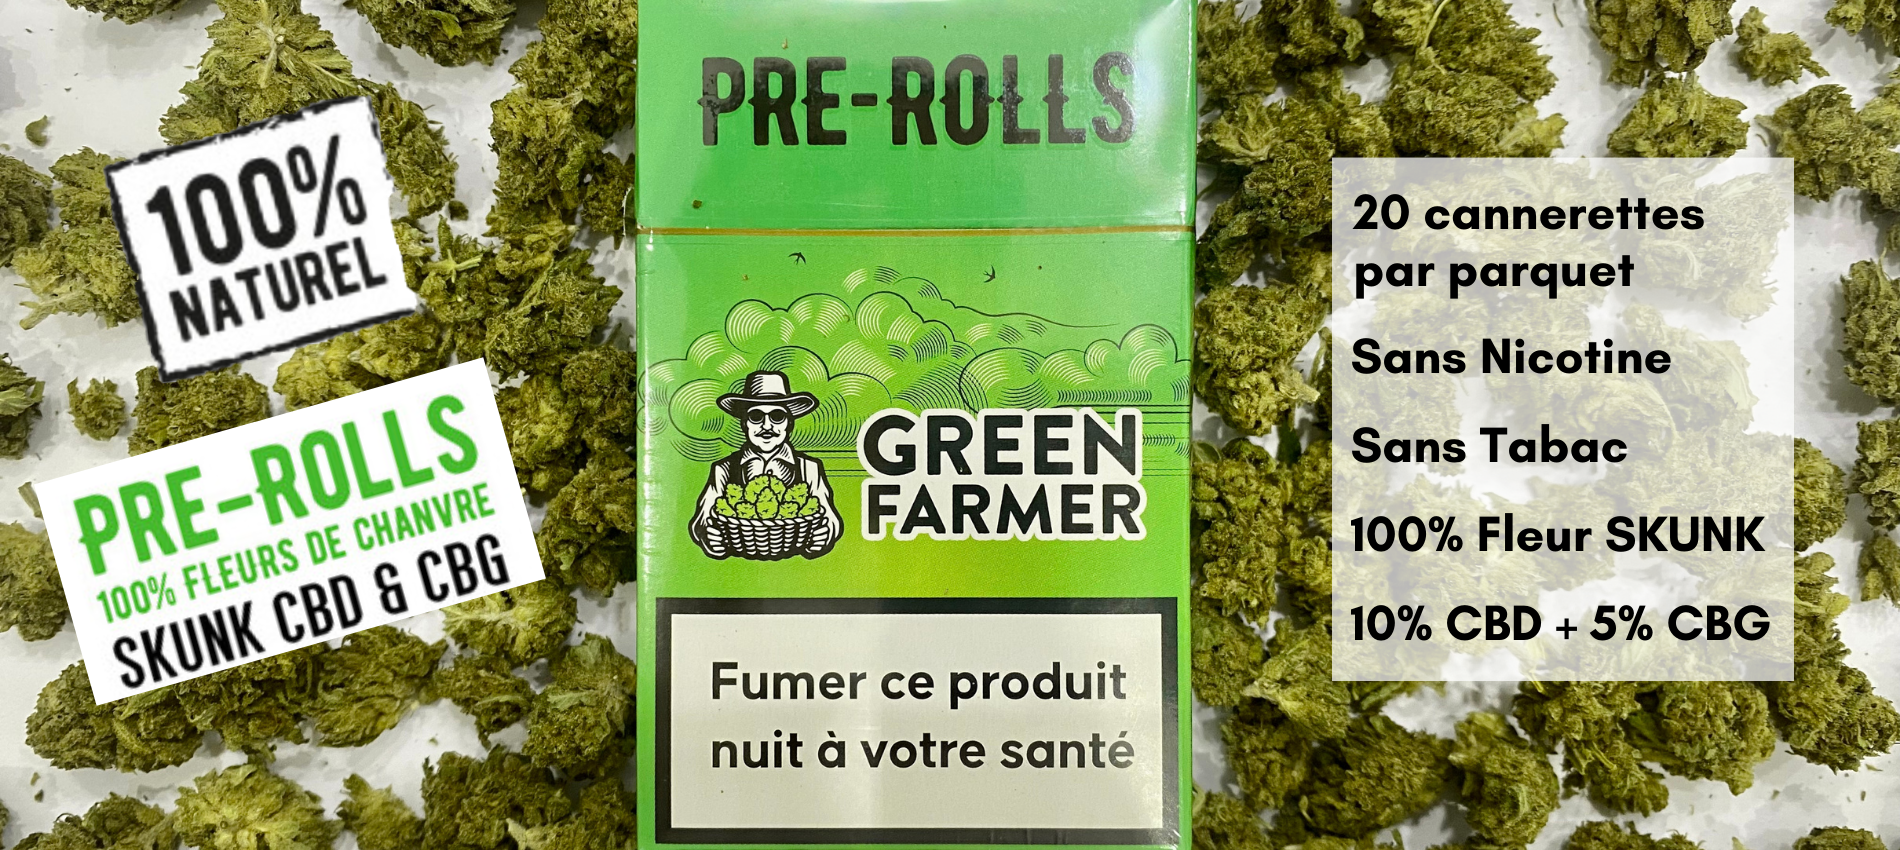 100%
NATUREL
PRE-ROLLS
100% FLEURS DE CHANVRE
SKUNK CBD & CBG
PRE-ROLLS
GREEN
FARMER
Fumer ce produit
nuit à votre santé
20 cannerettes
par parquet
Sans Nicotine
Sans Tabac
100% Fleur SKUNK
10% CBD + 5% CBG